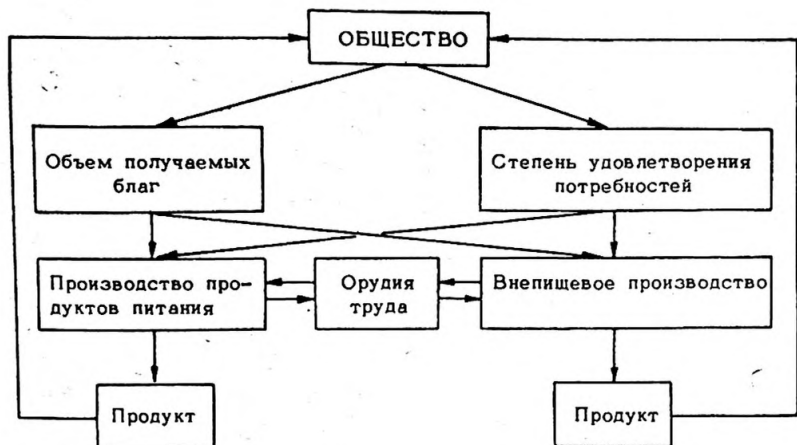 ОБЩЕСТВО
Объем получаемых
благ
Степень удовлетворения
потребностей
Производство про-
дуктов питания
Орудия
труда
Внепищевое производство
Продукт
Продукт